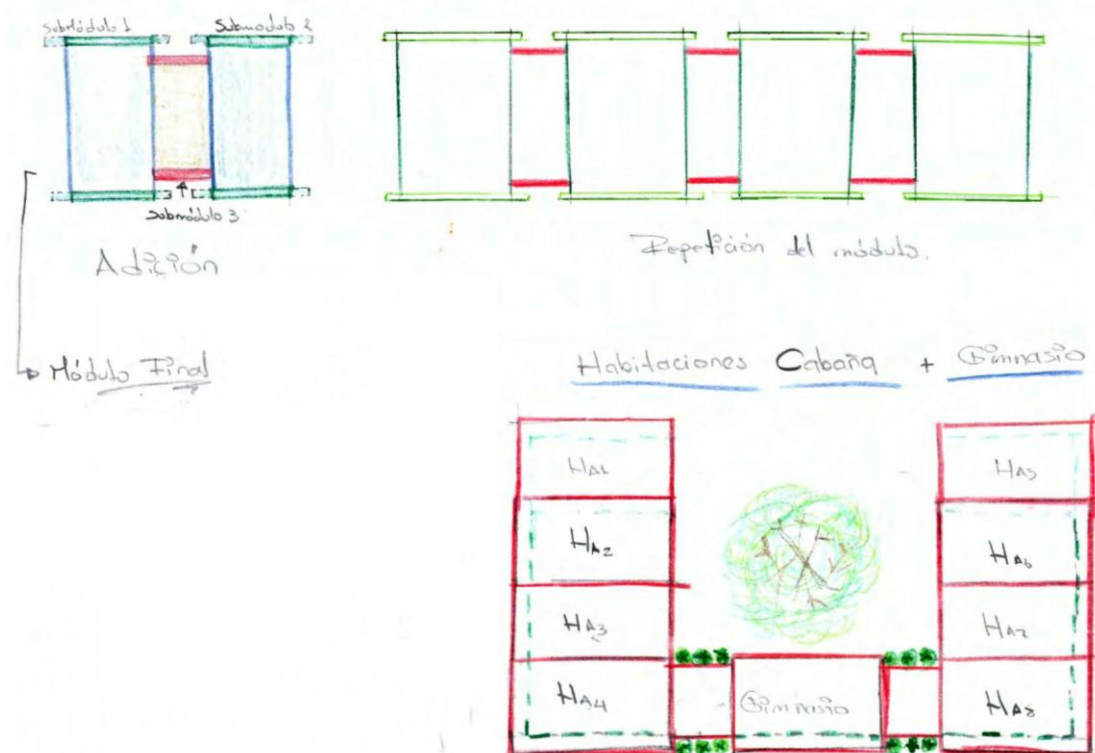 Submódulo 1
Submodulo 2
Submódulo 3
Adición
Repetición del módulo.
Módulo Final
Habitaciones Cabaña + Gimnasio
HA1
HA2
HA3
HA4
Gimnasio
HA5
HA6
HA7
HA8